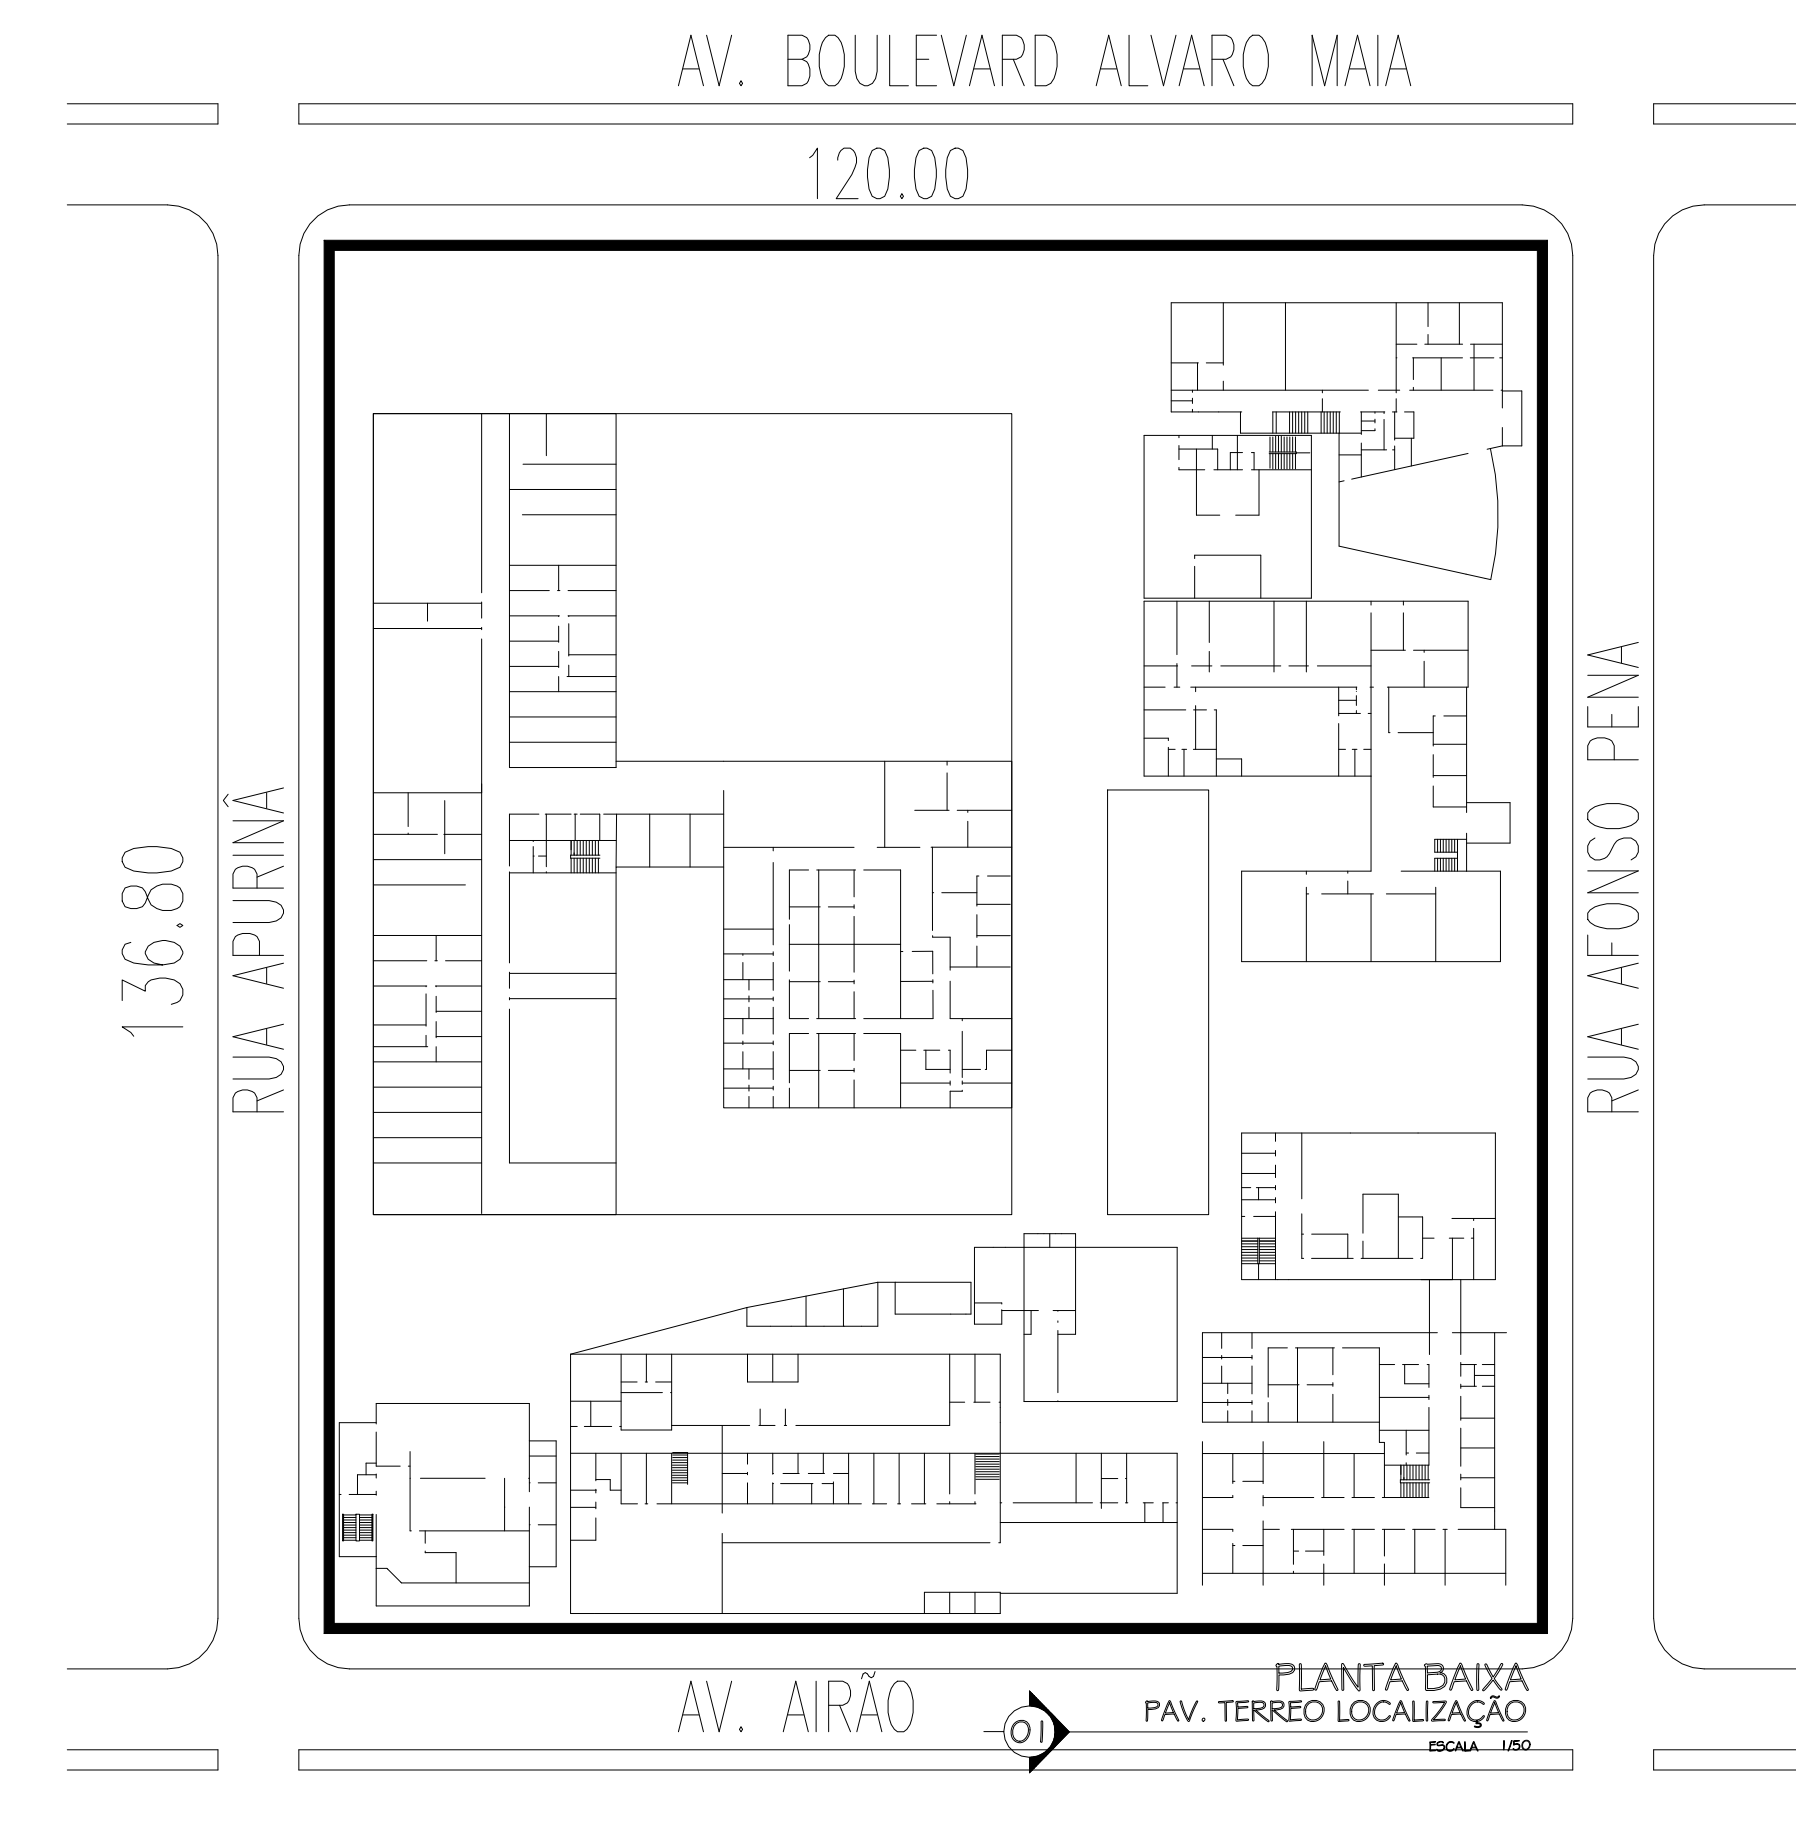 AV. BOULEVARD ALVARO MAIA
120.00
136.80
RUA APURINÃ
RUA AFONSO PENA
AV. AIRÃO
01
PLANTA BAIXA
PAV. TERREO LOCALIZAÇÃO
ESCALA 1/50